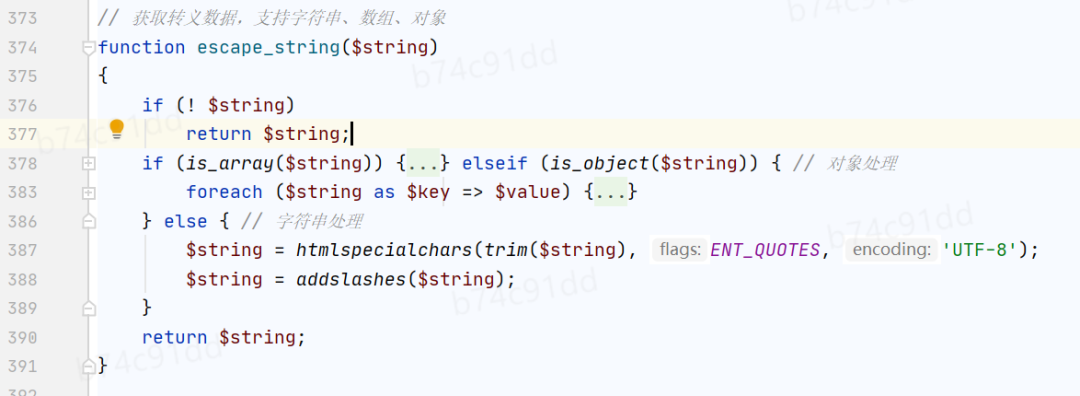 373 // 获取转义数据，支持字符串、数组、对象
374 function escape_string($string)
375 {
376 if (! $string)
377 return $string;
378 if (is_array($string)) {...} elseif (is_object($string)) { // 对象处理
383 foreach ($string as $key => $value) {...}
386 } else { // 字符串处理
387 $string = htmlspecialchars(trim($string), flags: ENT_QUOTES, encoding: 'UTF-8');
388 $string = addslashes($string);
389 }
390 return $string;
391 }
392
b74c91dd
b74c91dd
b74c91dd
b74c91dd
b74c91dd
b74c91dd